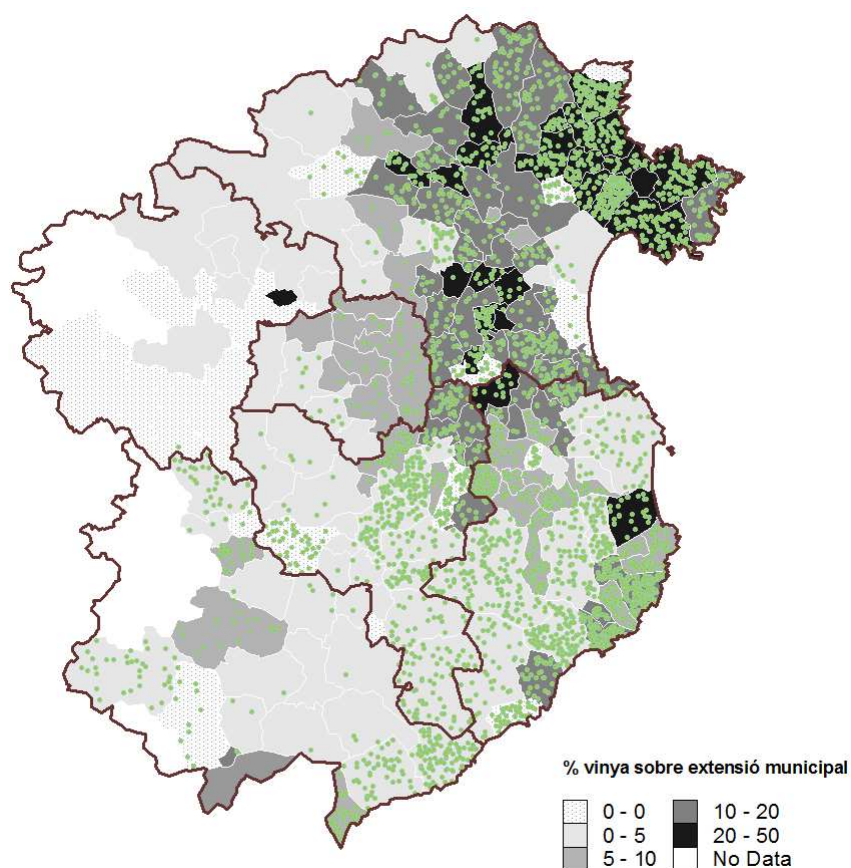 % vinya sobre extensió municipal
0 - 0 10 - 20
0 - 5 20 - 50
5 - 10 No Data